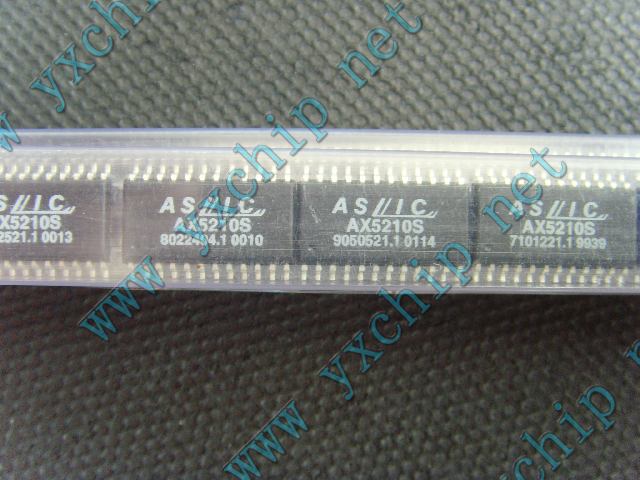 AS//IC
AX5210S
2521.1 0013
AS//IC
AX5210S
8022404.1 0010
AS//IC
AX5210S
9050521.1 0114
AS//IC
AX5210S
7101221.1 9939
www yxchip net
www yxchip net
www yxchip net